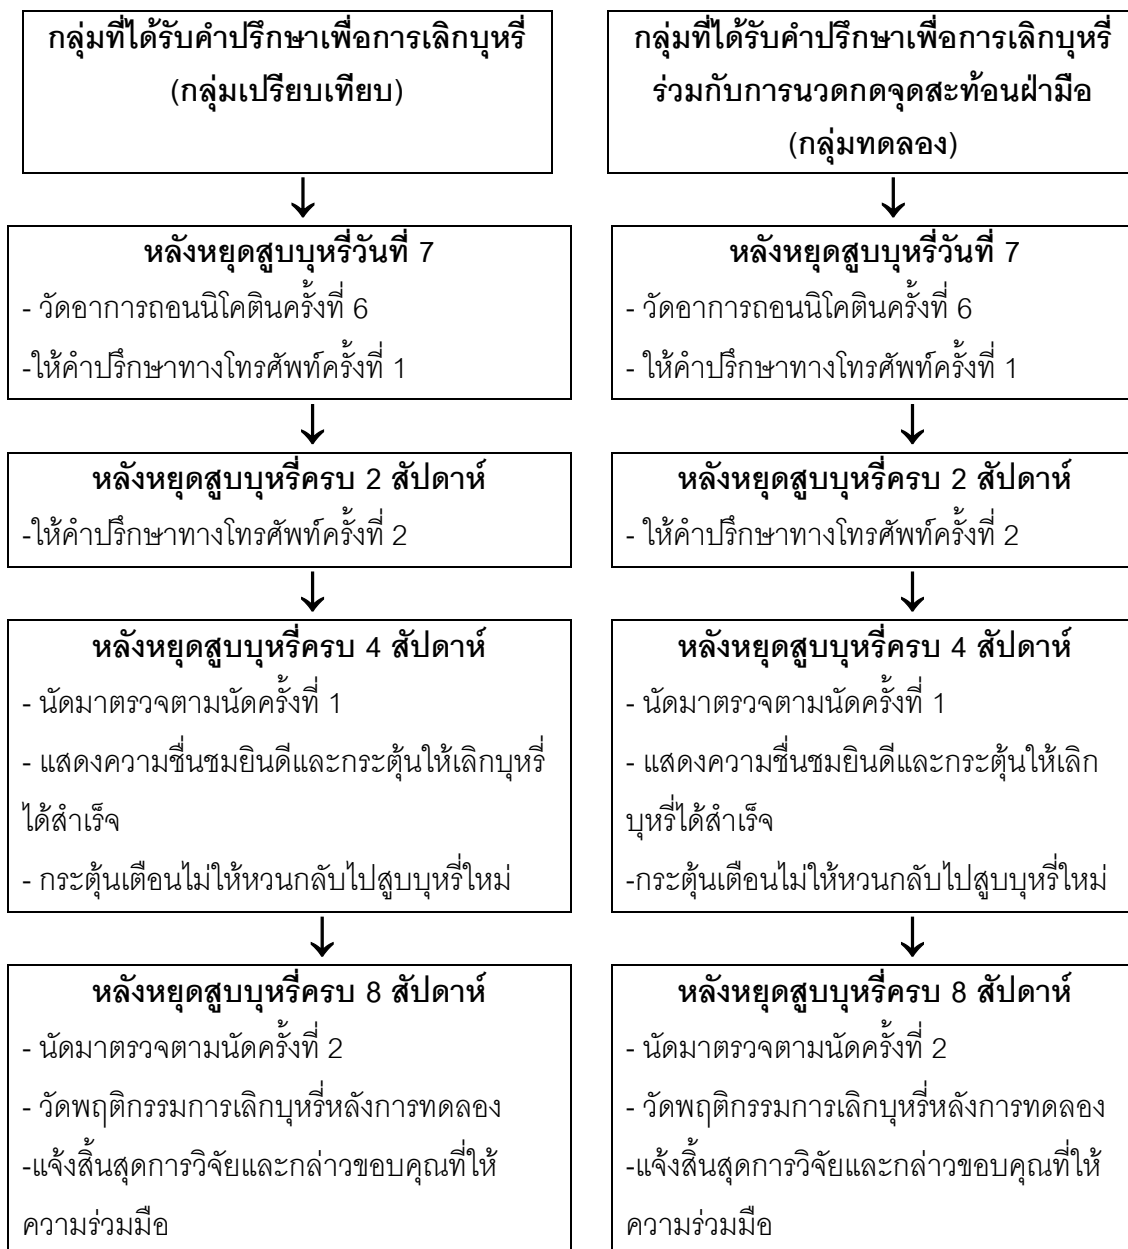 กลุ่มที่ได้รับคำปรึกษาเพื่อการเลิกบุหรี่
(กลุ่มเปรียบเทียบ)
กลุ่มที่ได้รับคำปรึกษาเพื่อการเลิกบุหรี่
ร่วมกับการนวดกดจุดสะท้อนฝ่ามือ
(กลุ่มทดลอง)
หลังหยุดสูบบุหรี่วันที่ 7
- วัดอาการถอนนิโคตินครั้งที่ 6
-ให้คำปรึกษาทางโทรศัพท์ครั้งที่ 1
หลังหยุดสูบบุหรี่วันที่ 7
- วัดอาการถอนนิโคตินครั้งที่ 6
- ให้คำปรึกษาทางโทรศัพท์ครั้งที่ 1
หลังหยุดสูบบุหรี่ครบ 2 สัปดาห์
-ให้คำปรึกษาทางโทรศัพท์ครั้งที่ 2
หลังหยุดสูบบุหรี่ครบ 2 สัปดาห์
- ให้คำปรึกษาทางโทรศัพท์ครั้งที่ 2
หลังหยุดสูบบุหรี่ครบ 4 สัปดาห์
- นัดมาตรวจตามนัดครั้งที่ 1
- แสดงความชื่นชมยินดีและกระตุ้นให้เลิกบุหรี่
ได้สำเร็จ
- กระตุ้นเตือนไม่ให้หวนกลับไปสูบบุหรี่ใหม่
หลังหยุดสูบบุหรี่ครบ 4 สัปดาห์
- นัดมาตรวจตามนัดครั้งที่ 1
- แสดงความชื่นชมยินดีและกระตุ้นให้เลิก
บุหรี่ได้สำเร็จ
-กระตุ้นเตือนไม่ให้หวนกลับไปสูบบุหรี่ใหม่
หลังหยุดสูบบุหรี่ครบ 8 สัปดาห์
- นัดมาตรวจตามนัดครั้งที่ 2
- วัดพฤติกรรมการเลิกบุหรี่หลังการทดลอง
-แจ้งสิ้นสุดการวิจัยและกล่าวขอบคุณที่ให้
ความร่วมมือ
หลังหยุดสูบบุหรี่ครบ 8 สัปดาห์
- นัดมาตรวจตามนัดครั้งที่ 2
- วัดพฤติกรรมการเลิกบุหรี่หลังการทดลอง
-แจ้งสิ้นสุดการวิจัยและกล่าวขอบคุณที่ให้
ความร่วมมือ